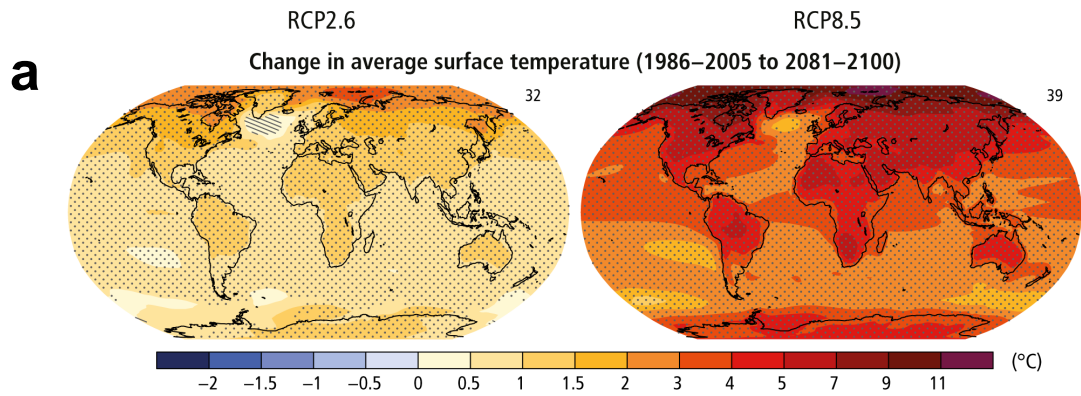 RCP2.6 RCP8.5
Change in average surface temperature (1986–2005 to 2081–2100)
a
32 39
−2 −1.5 −1 −0.5 0 0.5 1 1.5 2 3 4 5 7 9 11 (°C)